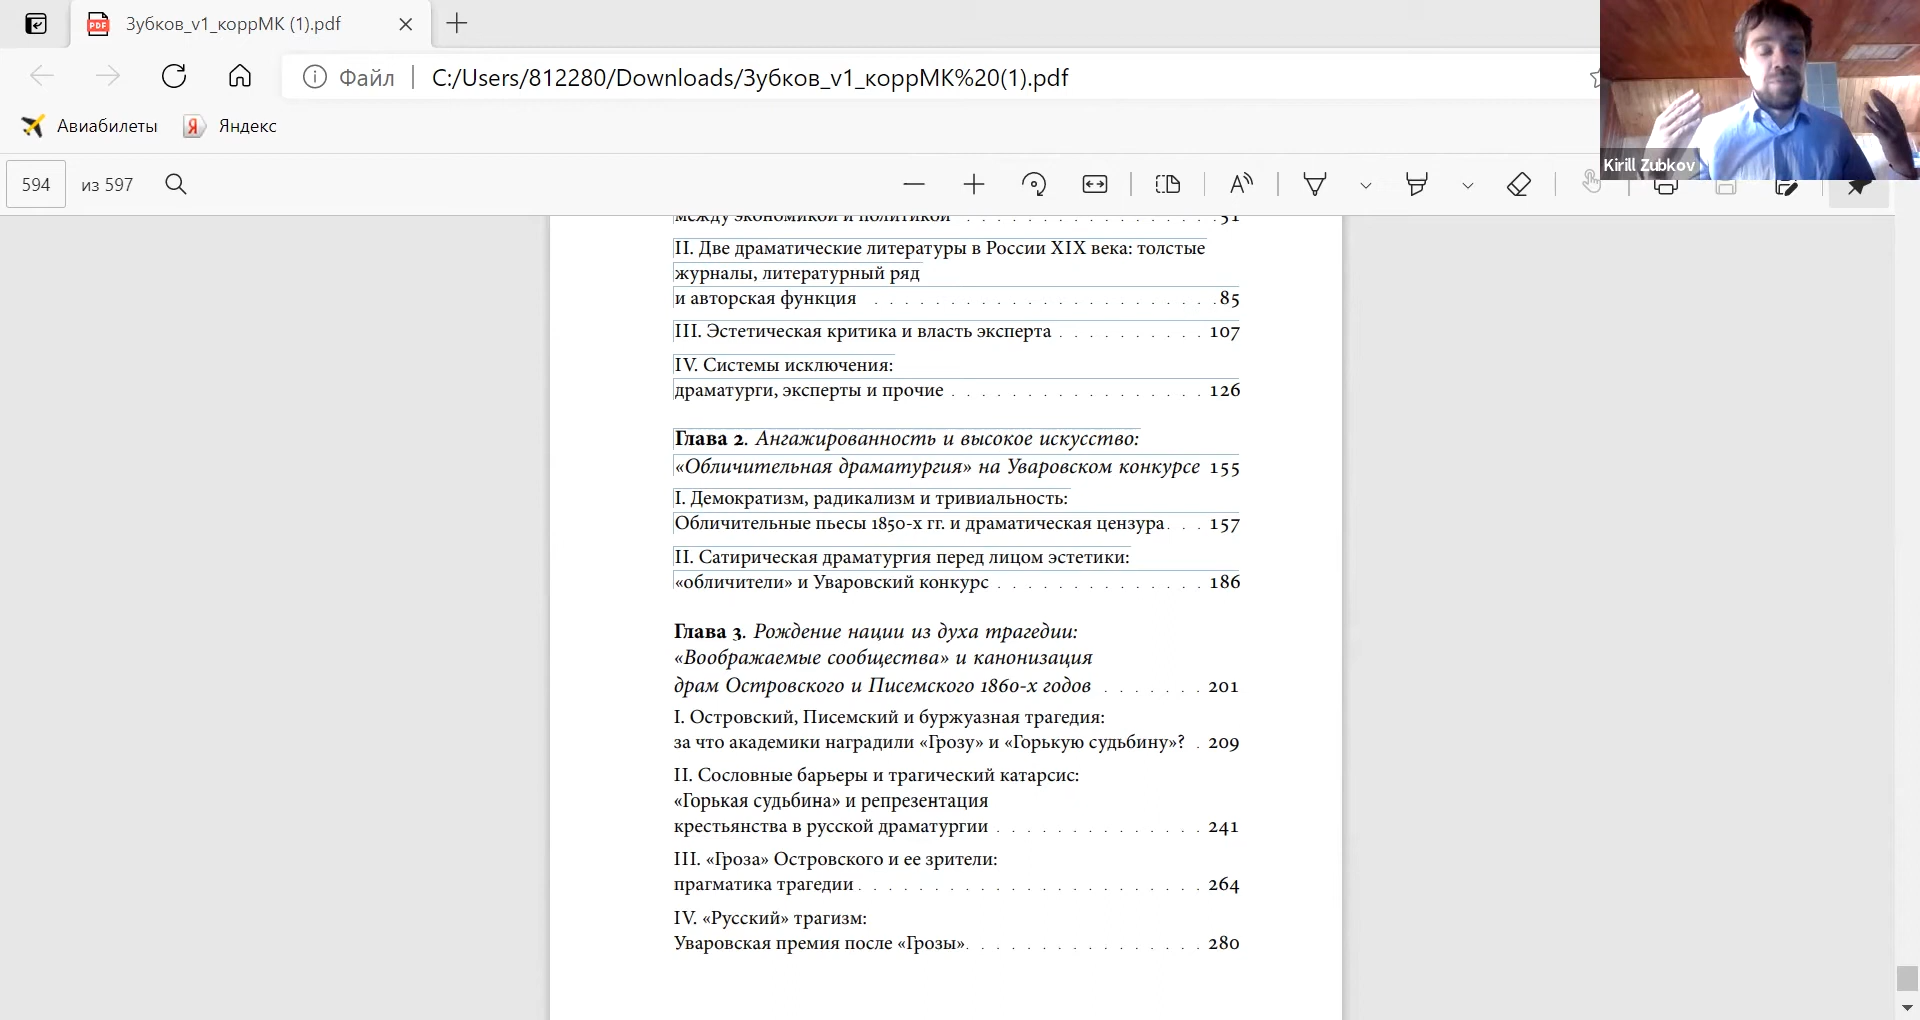 Зубков_v1_коррМК (1).pdf
Файл
C:/Users/812280/Downloads/Зубков_v1_коррМК%20(1).pdf
Авиабилеты
Яндекс
594 из 597
Kirill Zubkov
между экономикой и политикой . . . . . . . . . . . . . . . . . 51
II. Две драматические литературы в России XIX века: толстые
журналы, литературный ряд
и авторская функция . . . . . . . . . . . . . . . . . . . . . . . 85
III. Эстетическая критика и власть эксперта . . . . . . . . . . 107
IV. Системы исключения:
драматурги, эксперты и прочие . . . . . . . . . . . . . . . . . 126
Глава 2. Ангажированность и высокое искусство:
«Обличительная драматургия» на Уваровском конкурсе 155
I. Демократизм, радикализм и тривиальность:
Обличительные пьесы 1850-х гг. и драматическая цензура . . . 157
II. Сатирическая драматургия перед лицом эстетики:
«обличители» и Уваровский конкурс . . . . . . . . . . . . . . 186
Глава 3. Рождение нации из духа трагедии:
«Воображаемые сообщества» и канонизация
драм Островского и Писемского 1860-х годов . . . . . . . 201
I. Островский, Писемский и буржуазная трагедия:
за что академики наградили «Грозу» и «Горькую судьбину»? . 209
II. Сословные барьеры и трагический катарсис:
«Горькая судьбина» и репрезентация
крестьянства в русской драматургии . . . . . . . . . . . . . . 241
III. «Гроза» Островского и ее зрители:
прагматика трагедии . . . . . . . . . . . . . . . . . . . . . . . 264
IV. «Русский» трагизм:
Уваровская премия после «Грозы» . . . . . . . . . . . . . . . . 280